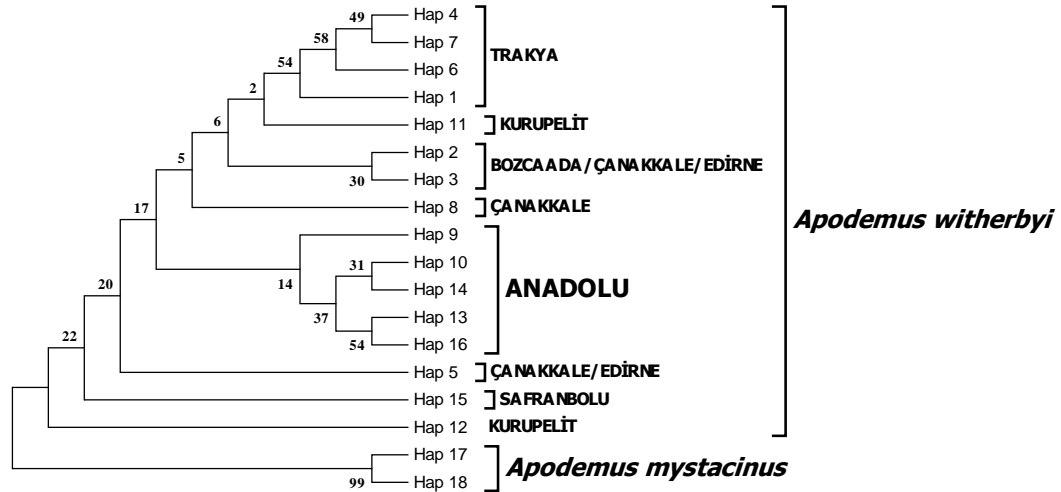 49
Hap 4
58
Hap 7
54
Hap 6
TRAKYA
2
Hap 1
6
Hap 11
KURUPELİT
5
Hap 2
30
Hap 3
BOZCAADA/ÇANAKKALE/EDİRNE
17
Hap 8
ÇANAKKALE
Apodemus witherbyi
Hap 9
14
31
Hap 10
20
37
Hap 14
ANADOLU
Hap 13
54
Hap 16
22
Hap 5
ÇANAKKALE/EDİRNE
Hap 15
SAFRANBOLU
Hap 12
KURUPELİT
Hap 17
99
Hap 18
Apodemus mystacinus